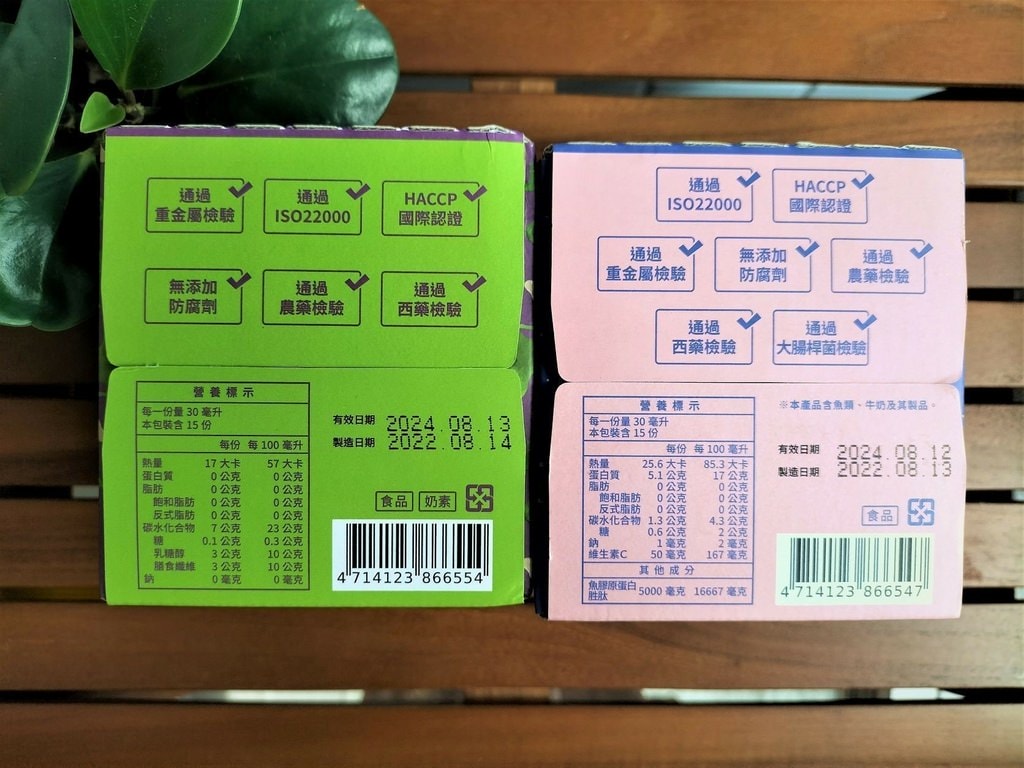 通過
重金屬檢驗
通過
ISO22000
HACCP
國際認證
無添加
防腐劑
通過
農藥檢驗
通過
西藥檢驗
營養標示
每一份量 30 毫升
本包裝含 15 份
每份 每 100 毫升
熱量 17 大卡 57 大卡
蛋白質 0 公克 0 公克
脂肪 0 公克 0 公克
飽和脂肪 0 公克 0 公克
反式脂肪 0 公克 0 公克
碳水化合物 7 公克 23 公克
糖 0.1 公克 0.3 公克
乳糖醇 3 公克 10 公克
膳食纖維 3 公克 10 公克
鈉 0 毫克 0 毫克
有效日期 2024.08.13
製造日期 2022.08.14
食品 奶素
4 714123 866554
通過
ISO22000
HACCP
國際認證
通過
重金屬檢驗
無添加
防腐劑
通過
農藥檢驗
通過
西藥檢驗
通過
大腸桿菌檢驗
營養標示
每一份量 30 毫升
本包裝含 15 份
每份 每 100 毫升
熱量 25.6 大卡 85.3 大卡
蛋白質 5.1 公克 17 公克
脂肪 0 公克 0 公克
飽和脂肪 0 公克 0 公克
反式脂肪 0 公克 0 公克
碳水化合物 1.3 公克 4.3 公克
糖 0.6 公克 2 公克
鈉 1 毫克 2 毫克
維生素C 50 毫克 167 毫克
其他成分
魚膠原蛋白
胜肽 5000 毫克 16667 毫克
※本產品含魚類、牛奶及其製品。
有效日期 2024.08.12
製造日期 2022.08.13
食品
4 714123 866547